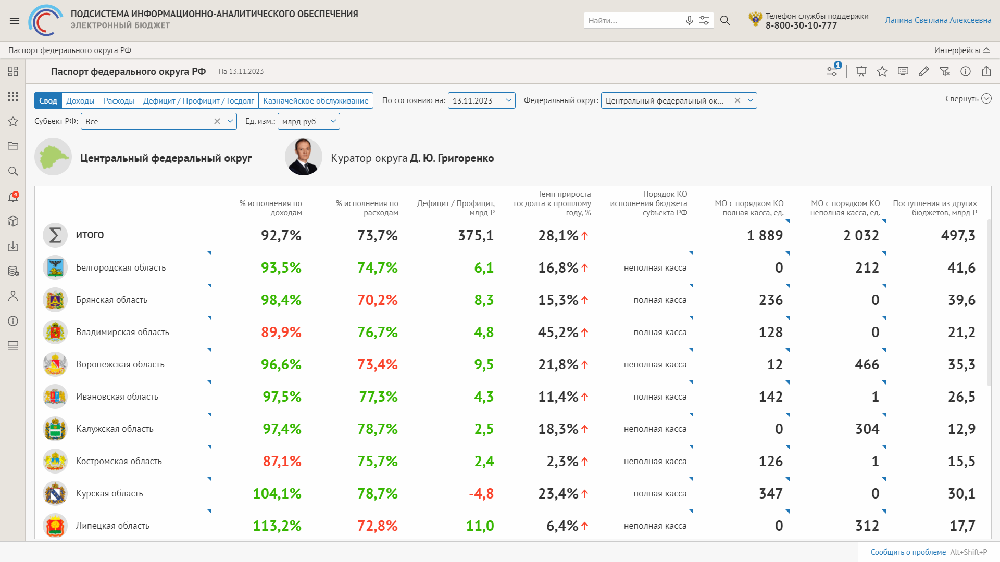 ПОДСИСТЕМА ИНФОРМАЦИОННО-АНАЛИТИЧЕСКОГО ОБЕСПЕЧЕНИЯ
ЭЛЕКТРОННЫЙ БЮДЖЕТ
Найти...
Телефон службы поддержки
8-800-30-10-777
Лапина Светлана Алексеевна
Паспорт федерального округа РФ
Интерфейсы
Паспорт федерального округа РФ
На 13.11.2023
1
Свод Доходы Расходы Дефицит / Профицит / Госдолг Казначейское обслуживание
По состоянию на: 13.11.2023
Федеральный округ: Центральный федеральный ок...
Свернуть
Субъект РФ: Все
Ед. изм.: млрд руб
4
Центральный федеральный округ
Куратор округа Д. Ю. Григоренко
% исполнения по доходам
% исполнения по расходам
Дефицит / Профицит, млрд ₽
Темп прироста госдолга к прошлому году, %
Порядок КО исполнения бюджета субъекта РФ
МО с порядком КО полная касса, ед.
МО с порядком КО неполная касса, ед.
Поступления из других бюджетов, млрд ₽
Σ ИТОГО 92,7% 73,7% 375,1 28,1% 1 889 2 032 497,3
Белгородская область 93,5% 74,7% 6,1 16,8% неполная касса 0 212 41,6
Брянская область 98,4% 70,2% 8,3 15,3% полная касса 236 0 39,6
Владимирская область 89,9% 76,7% 4,8 45,2% полная касса 128 0 21,2
Воронежская область 96,6% 73,4% 9,5 21,8% неполная касса 12 466 35,3
Ивановская область 97,5% 77,3% 4,3 11,4% полная касса 142 1 26,5
Калужская область 97,4% 78,7% 2,5 18,3% неполная касса 0 304 12,9
Костромская область 87,1% 75,7% 2,4 2,3% неполная касса 126 1 15,5
Курская область 104,1% 78,7% -4,8 23,4% полная касса 347 0 30,1
Липецкая область 113,2% 72,8% 11,0 6,4% неполная касса 0 312 17,7
Сообщить о проблеме Alt+Shift+P